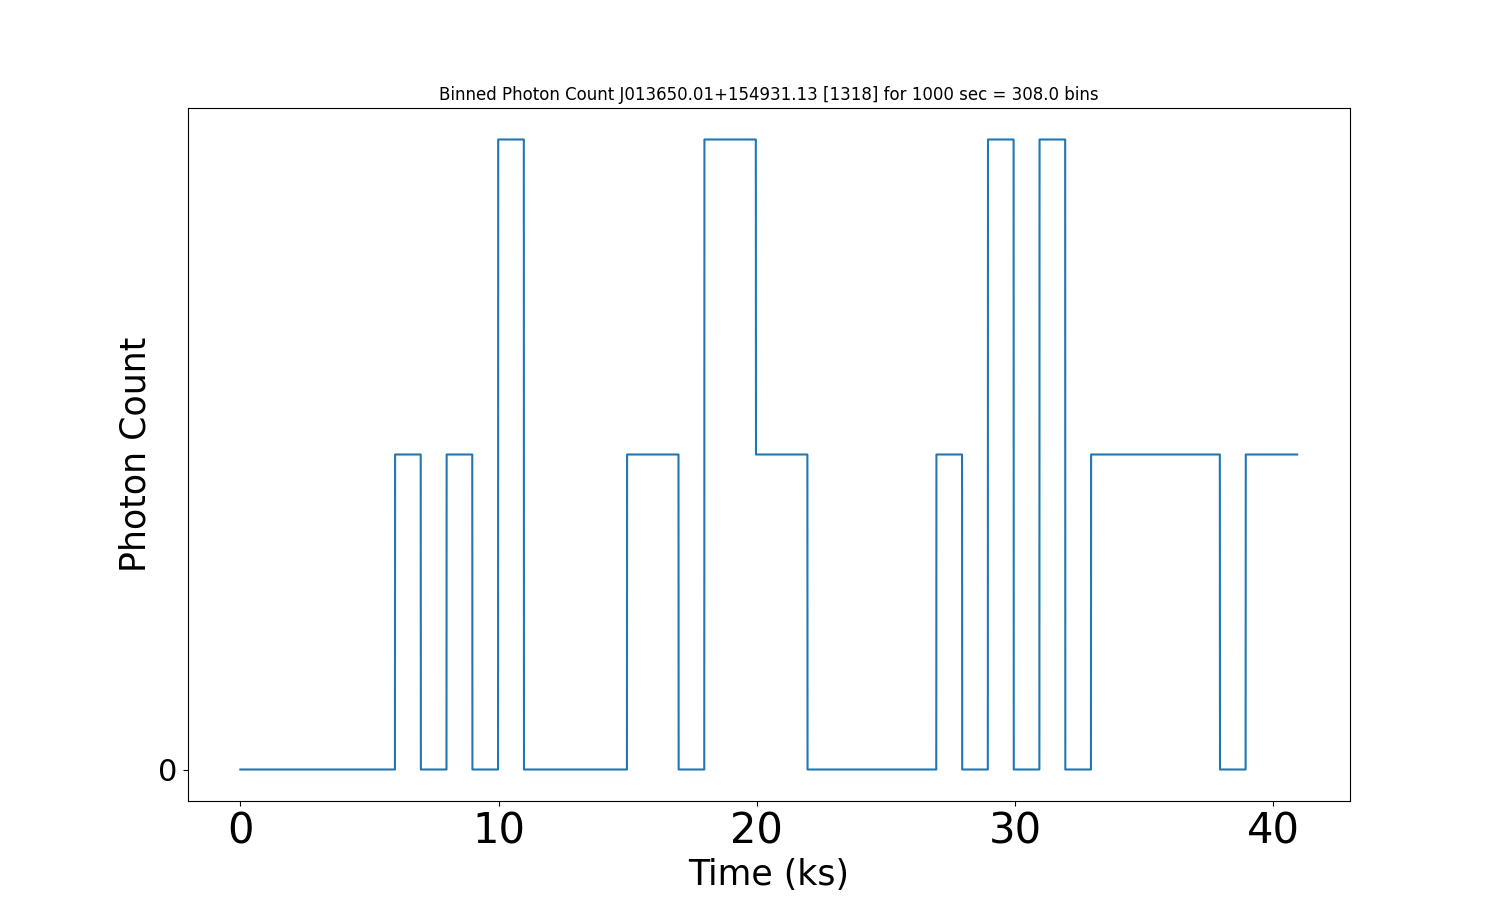 Binned Photon Count J013650.01+154931.13 [1318] for 1000 sec = 308.0 bins
Photon Count
0
0 10 20 30 40
Time (ks)